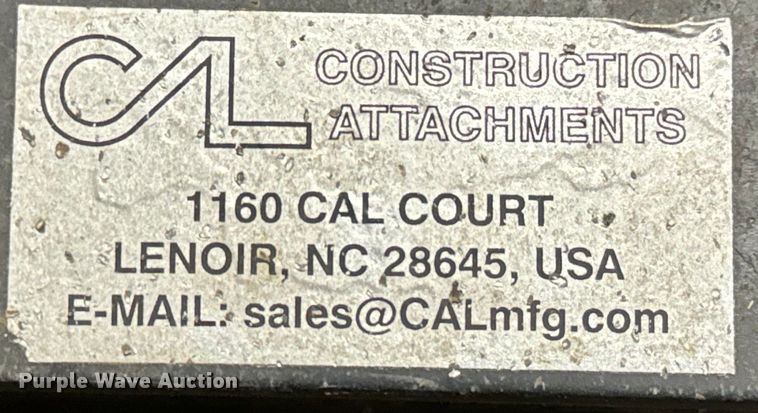 CAL CONSTRUCTION
ATTACHMENTS
1160 CAL COURT
LENOIR, NC 28645, USA
E-MAIL: sales@CALmfg.com
Purple Wave Auction